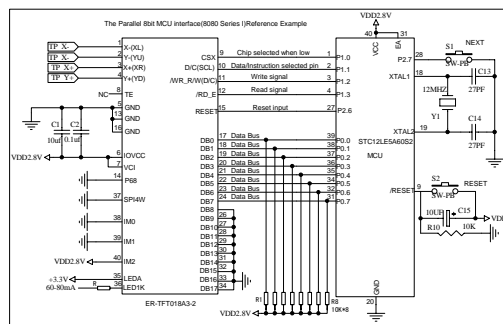 The Parallel 8bit MCU interface(8080 Series I)Reference Example
VDD2.8V
40 31
VCC
EA
TP X- 1 X-(XL)
TP Y- 2 Y-(YU)
TP X+ 3 X+(XR)
TP Y+ 4 Y+(YD)
NC 8 TE
5 GND
13 GND
16 GND
C1 C2
10uf 0.1uf
VDD2.8V
6 IOVCC
7 VCI
14 P68
37 SPI4W
38 IM0
39 IM1
VDD2.8V 40 IM2
+3.3V 35 LEDA
60-80mA R 36 LED1K
ER-TFT018A3-2
CSX 9 Chip selected when low 1 P1.0
D/C(SCL) 10 Data/Instruction selected pin 2 P1.1
/WR_R/W(D/C) 11 Write signal 3 P1.2
/RD_E 12 Read signal 4 P1.3
RESET 15 Reset input 27 P2.6
DB0 17 Data Bus 39 P0.0
DB1 18 Data Bus 38 P0.1
DB2 19 Data Bus 37 P0.2
DB3 20 Data Bus 36 P0.3
DB4 21 Data Bus 35 P0.4
DB5 22 Data Bus 34 P0.5
DB6 23 Data Bus 33 P0.6
DB7 24 Data Bus 31 P0.7
DB8 26
DB9 27
DB10 28
DB11 29
DB12 30
DB13 31
DB14 32
DB15 33
DB16
DB17 34
R1 R8
10K*8
VDD2.8V
STC12LE5A60S2
MCU
P2.7 28
S1 NEXT
SW-PB
XTAL1 18
C13
27PF
12MHZ
Y1
XTAL2 19
C14
27PF
/RESET 9
S2 RESET
SW-PB
10UF C15
R10 10K
GND
20